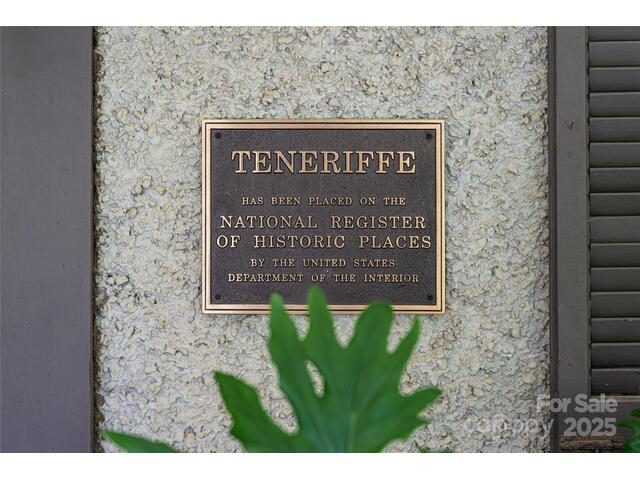 TENERIFFE
HAS BEEN PLACED ON THE
NATIONAL REGISTER
OF HISTORIC PLACES
BY THE UNITED STATES
DEPARTMENT OF THE INTERIOR
For Sale
canopy 2025